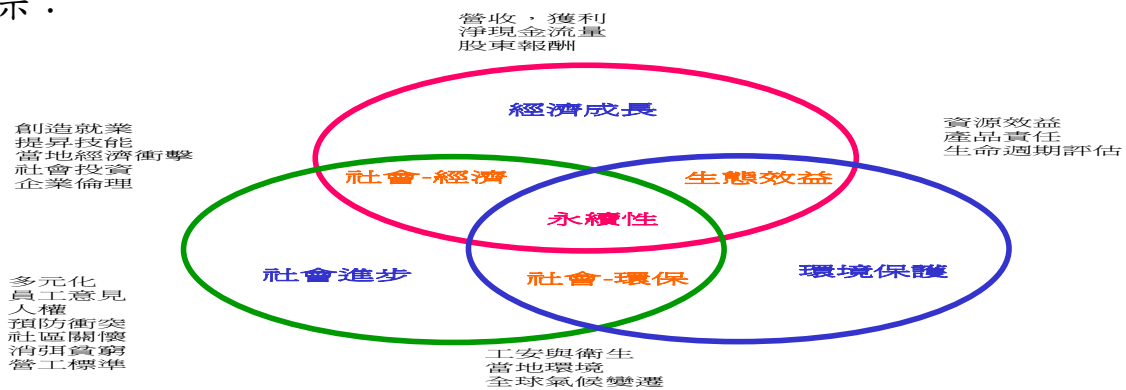 示．
營收，獲利
淨現金流量
股東報酬
經濟成長
創造就業
提昇技能
當地經濟衝擊
社會投資
企業倫理
資源效益
產品責任
生命週期評估
社會-經濟
生態效益
永續性
社會進步
社會-環保
環境保護
多元化
員工意見
人權
預防衝突
社區關懷
消弭貧窮
營工標準
工安與衛生
當地環境
全球氣候變遷